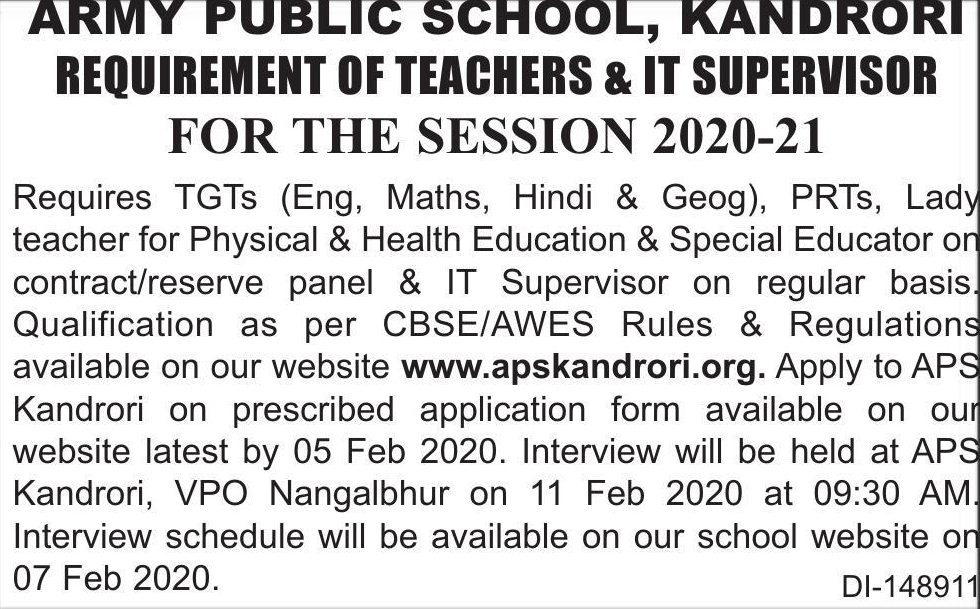 ARMY PUBLIC SCHOOL, KANDRORI
REQUIREMENT OF TEACHERS & IT SUPERVISOR
FOR THE SESSION 2020-21
Requires TGTs (Eng, Maths, Hindi & Geog), PRTs, Lady
teacher for Physical & Health Education & Special Educator on
contract/reserve panel & IT Supervisor on regular basis.
Qualification as per CBSE/AWES Rules & Regulations
available on our website www.apskandrori.org. Apply to APS
Kandrori on prescribed application form available on our
website latest by 05 Feb 2020. Interview will be held at APS
Kandrori, VPO Nangalbhur on 11 Feb 2020 at 09:30 AM.
Interview schedule will be available on our school website on
07 Feb 2020.
DI-148911